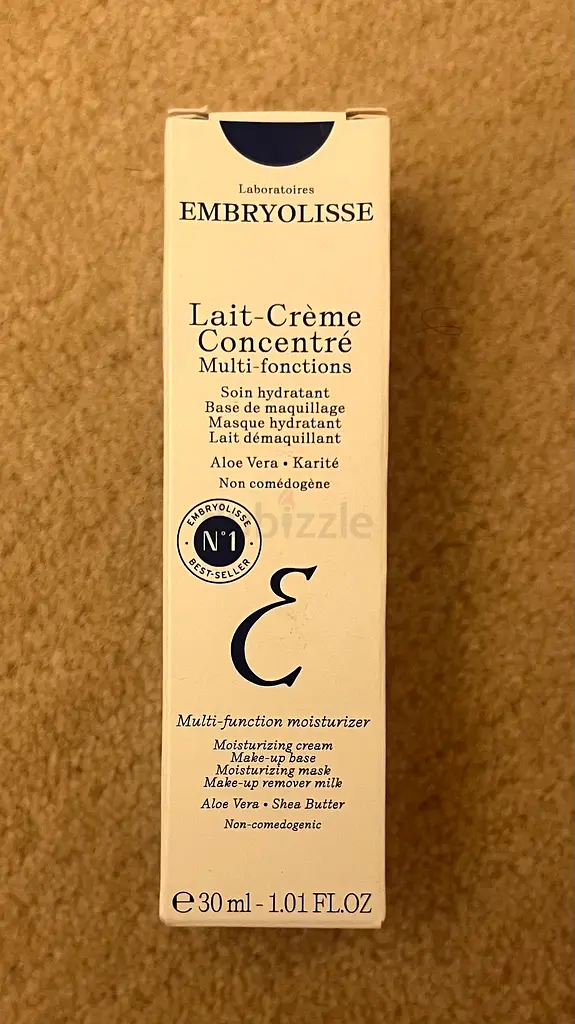 Laboratoires
EMBRYOLISSE
Lait-Crème
Concentré
Multi-fonctions
Soin hydratant
Base de maquillage
Masque hydratant
Lait démaquillant
Aloe Vera • Karité
Non comédogène
EMBRYOLISSE
N°1
BEST-SELLER
dubizzle
Ɛ
Multi-function moisturizer
Moisturizing cream
Make-up base
Moisturizing mask
Make-up remover milk
Aloe Vera • Shea Butter
Non-comedogenic
℮ 30 ml - 1.01 FL.OZ